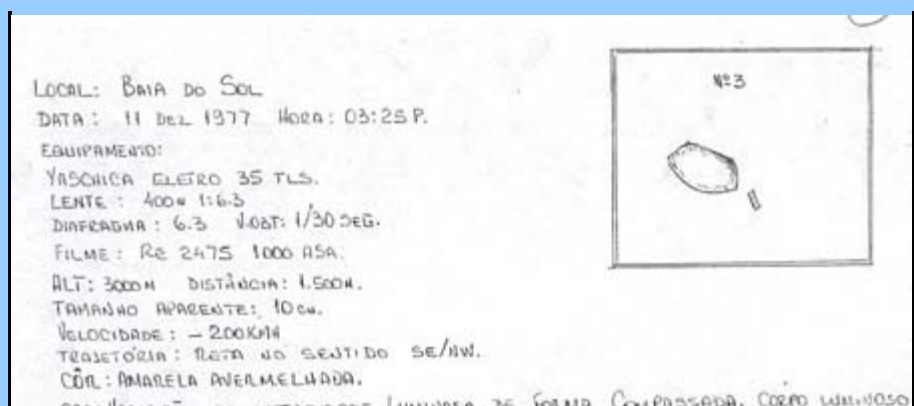 LOCAL: BAIA DO SOL
DATA: 11 DEZ 1977 HORA: 03:25 P.
EQUIPAMENTO:
YASCHICA ELETRO 35 TLS.
LENTE: 400M 1:6.3
DIAFRAGMA: 6.3 V.OBT: 1/30 SEG.
FILME: RE 2475 1000 ASA.
ALT: 3000M DISTÂNCIA: 1.500M.
TAMANHO APARENTE: 10CM.
VELOCIDADE: - 200KMH
TRAJETÓRIA: RETA NO SENTIDO SE/NW.
CÔR: AMARELA AVERMELHADA.
INTENSIDADE LUMINOSA DE FORMA COMPASSADA. CORPO LUMINOSO
Nº3